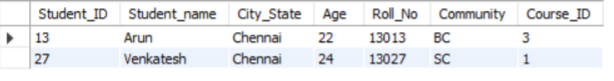 Student_ID Student_name City_State Age Roll_No Community Course_ID
13 Arun Chennai 22 13013 BC 3
27 Venkatesh Chennai 24 13027 SC 1